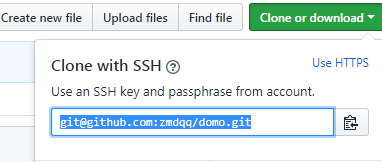 Create new file Upload files Find file Clone or download
Clone with SSH Use HTTPS
Use an SSH key and passphrase from account.
git@github.com:zmdqq/domo.git